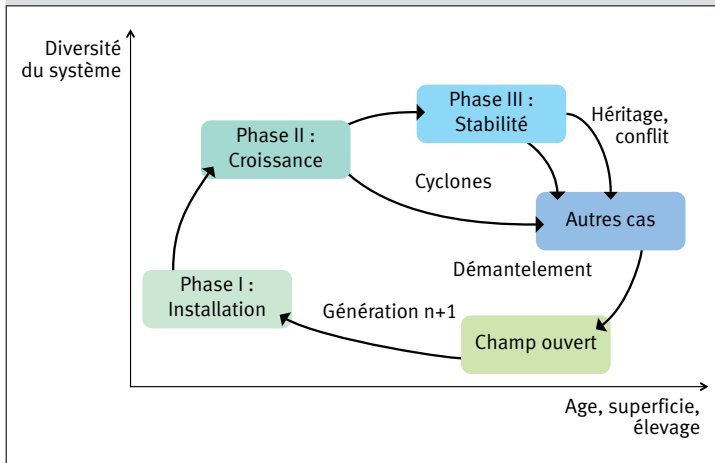 Diversité
du système
Phase III :
Stabilité
Héritage,
conflit
Phase II :
Croissance
Cyclones
Autres cas
Démantelement
Phase I :
Installation
Génération n+1
Champ ouvert
Age, superficie,
élevage